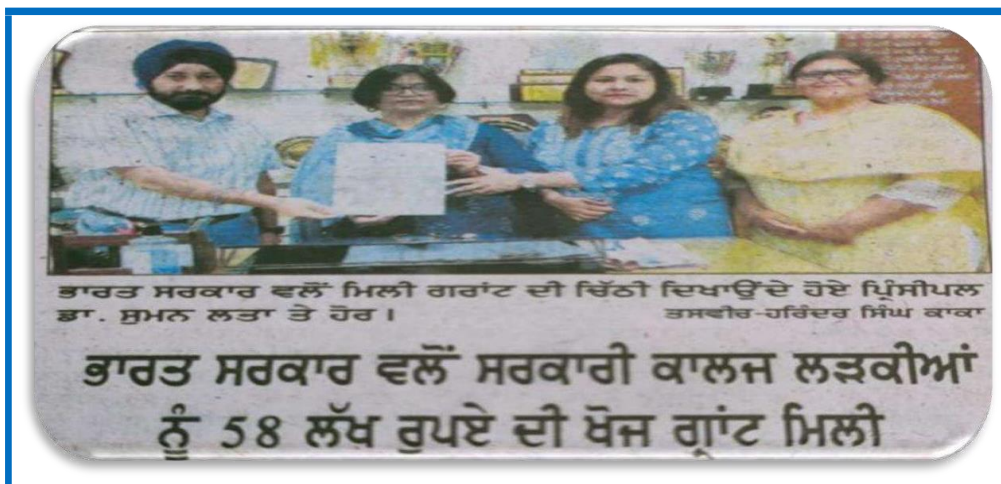 ਭਾਰਤ ਸਰਕਾਰ ਵਲੋਂ ਮਿਲੀ ਗਰਾਂਟ ਦੀ ਚਿੱਠੀ ਦਿਖਾਉਂਦੇ ਹੋਏ ਪ੍ਰਿੰਸੀਪਲ
ਡਾ. ਸੁਮਨ ਲਤਾ ਤੇ ਹੋਰ।
ਤਸਵੀਰ-ਹਰਿੰਦਰ ਸਿੰਘ ਕਾਕਾ
ਭਾਰਤ ਸਰਕਾਰ ਵਲੋਂ ਸਰਕਾਰੀ ਕਾਲਜ ਲੜਕੀਆਂ
ਨੂੰ 58 ਲੱਖ ਰੁਪਏ ਦੀ ਖੋਜ ਗ੍ਰਾਂਟ ਮਿਲੀ